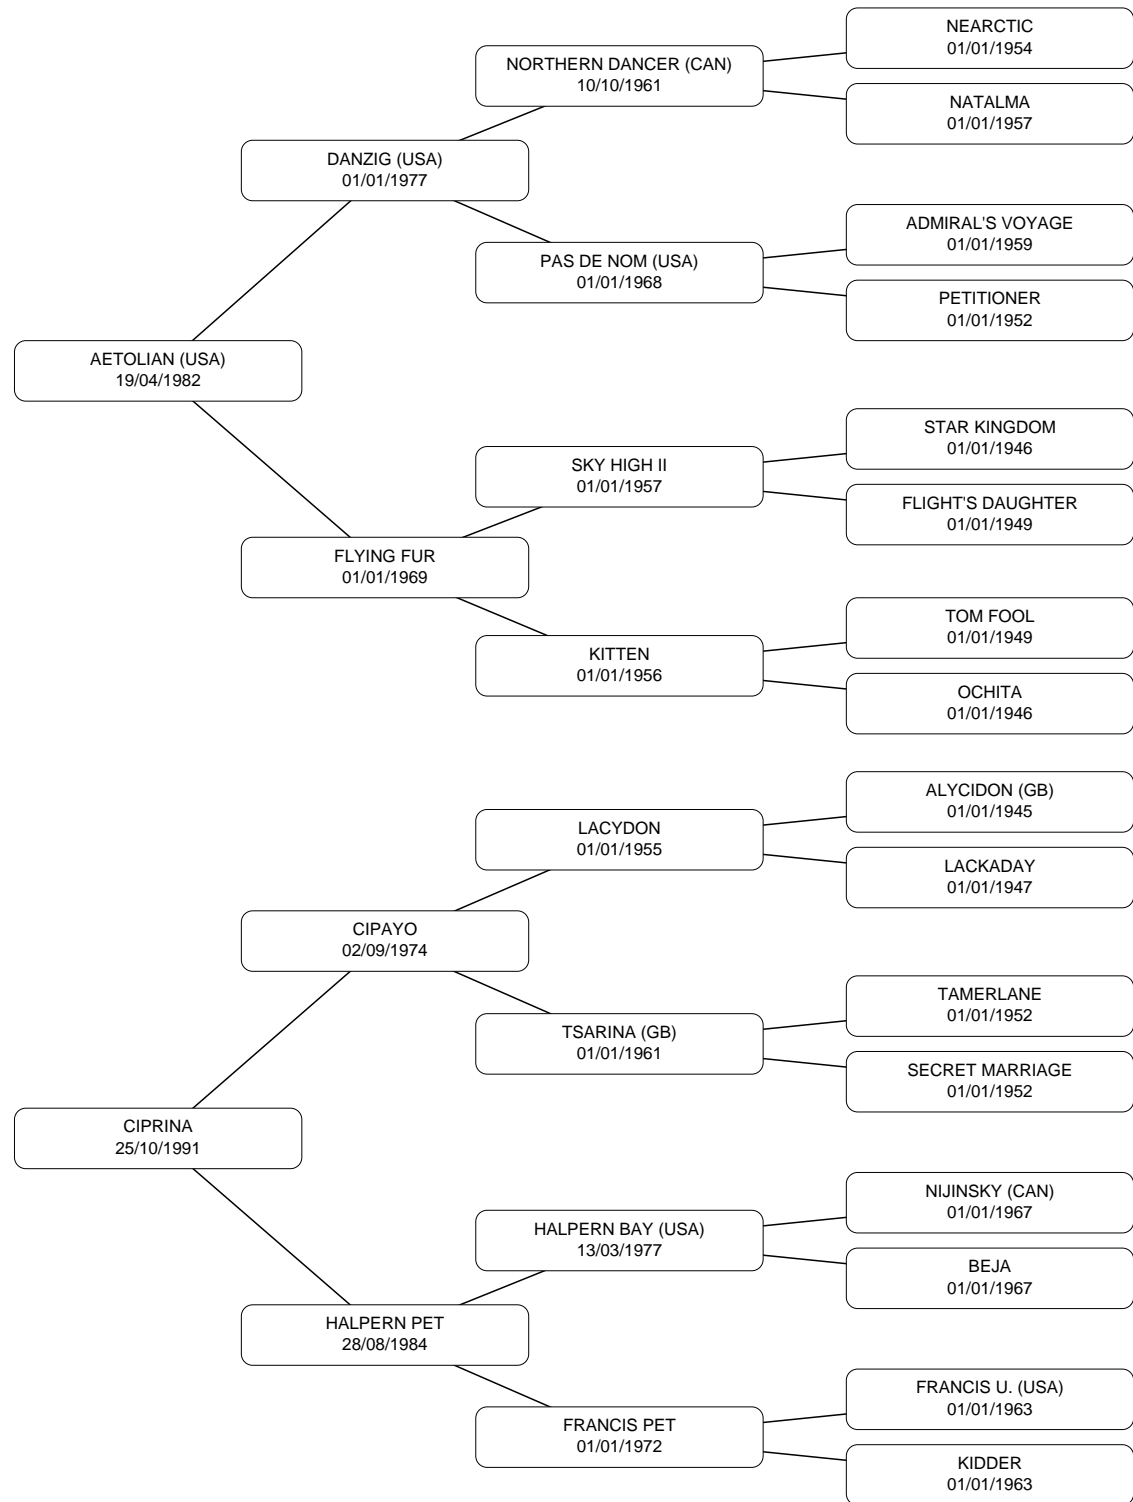 NEARCTIC
01/01/1954
NORTHERN DANCER (CAN)
10/10/1961
NATALMA
01/01/1957
DANZIG (USA)
01/01/1977
ADMIRAL'S VOYAGE
01/01/1959
PAS DE NOM (USA)
01/01/1968
PETITIONER
01/01/1952
AETOLIAN (USA)
19/04/1982
STAR KINGDOM
01/01/1946
SKY HIGH II
01/01/1957
FLIGHT'S DAUGHTER
01/01/1949
FLYING FUR
01/01/1969
TOM FOOL
01/01/1949
KITTEN
01/01/1956
OCHITA
01/01/1946
ALYCIDON (GB)
01/01/1945
LACYDON
01/01/1955
LACKADAY
01/01/1947
CIPAYO
02/09/1974
TAMERLANE
01/01/1952
TSARINA (GB)
01/01/1961
SECRET MARRIAGE
01/01/1952
CIPRINA
25/10/1991
NIJINSKY (CAN)
01/01/1967
HALPERN BAY (USA)
13/03/1977
BEJA
01/01/1967
HALPERN PET
28/08/1984
FRANCIS U. (USA)
01/01/1963
FRANCIS PET
01/01/1972
KIDDER
01/01/1963